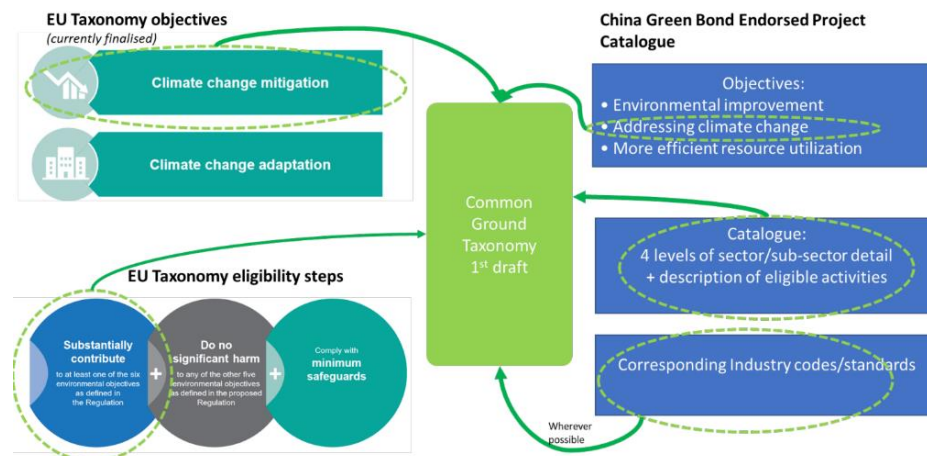 EU Taxonomy objectives
(currently finalised)
Climate change mitigation
Climate change adaptation
EU Taxonomy eligibility steps
Substantially
contribute
to at least one of the six
environmental objectives
as defined in
the Regulation
+
Do no
significant harm
to any of the other five
environmental objectives
as defined in the proposed
Regulation
+
Comply with
minimum
safeguards
Common
Ground
Taxonomy
1st draft
China Green Bond Endorsed Project
Catalogue
Objectives:
• Environmental improvement
• Addressing climate change
• More efficient resource utilization
Catalogue:
4 levels of sector/sub-sector detail
+ description of eligible activities
Corresponding Industry codes/standards
Wherever
possible